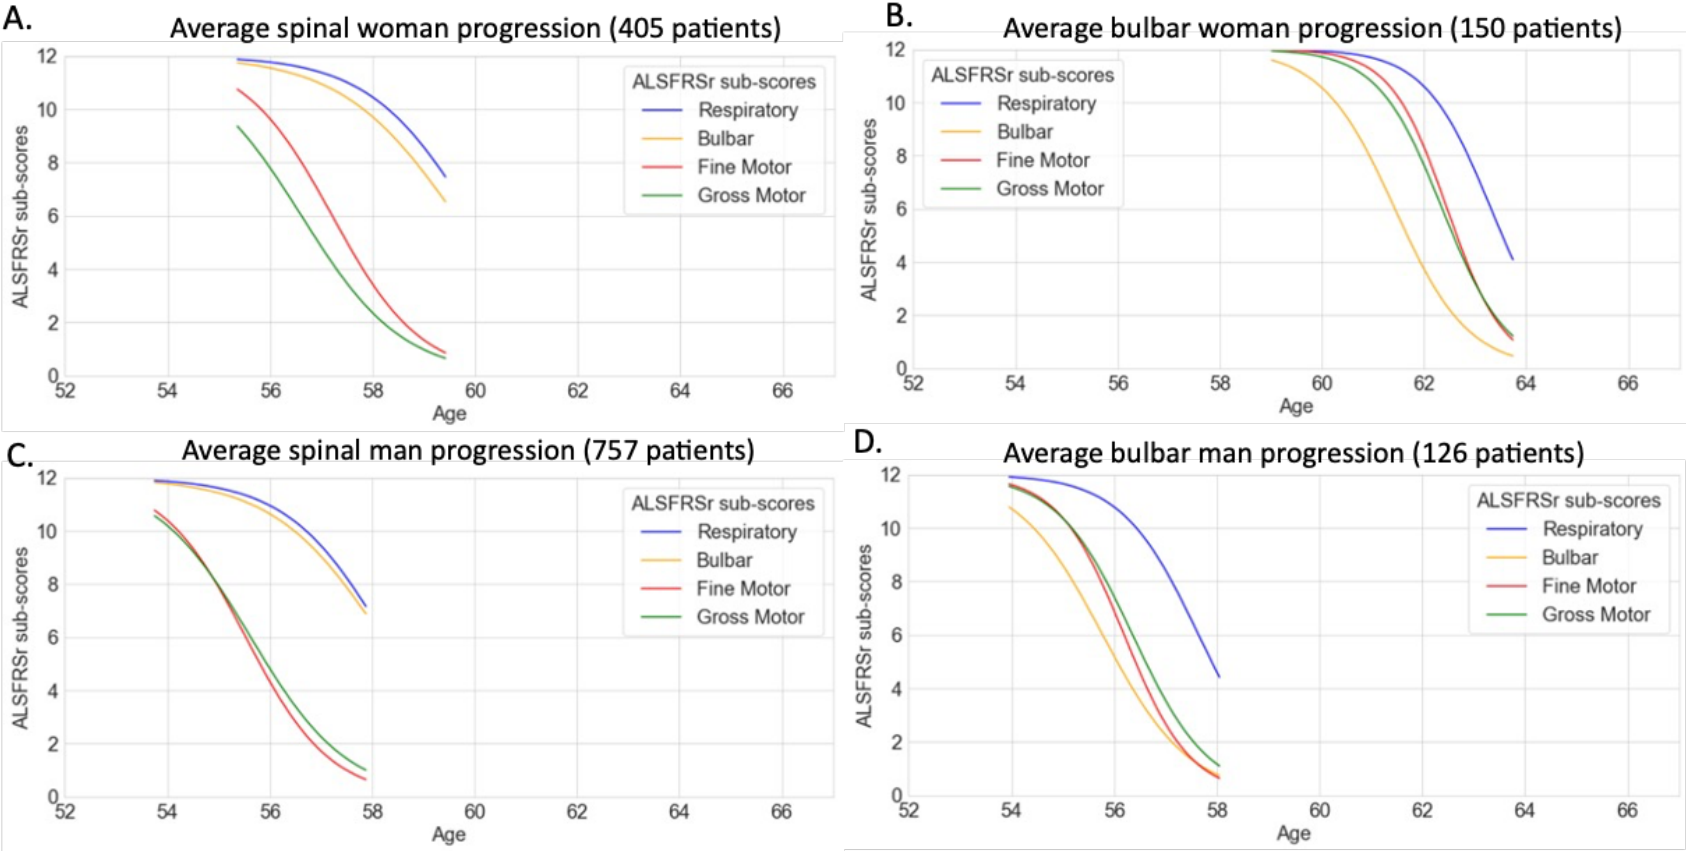 A.
Average spinal woman progression (405 patients)
ALSFRSr sub-scores
12
10
8
6
4
2
0
ALSFRSr sub-scores
Respiratory
Bulbar
Fine Motor
Gross Motor
52 54 56 58 60 62 64 66
Age
B.
Average bulbar woman progression (150 patients)
ALSFRSr sub-scores
12
10
8
6
4
2
0
ALSFRSr sub-scores
Respiratory
Bulbar
Fine Motor
Gross Motor
52 54 56 58 60 62 64 66
Age
C.
Average spinal man progression (757 patients)
ALSFRSr sub-scores
12
10
8
6
4
2
0
ALSFRSr sub-scores
Respiratory
Bulbar
Fine Motor
Gross Motor
52 54 56 58 60 62 64 66
Age
D.
Average bulbar man progression (126 patients)
ALSFRSr sub-scores
12
10
8
6
4
2
0
ALSFRSr sub-scores
Respiratory
Bulbar
Fine Motor
Gross Motor
52 54 56 58 60 62 64 66
Age